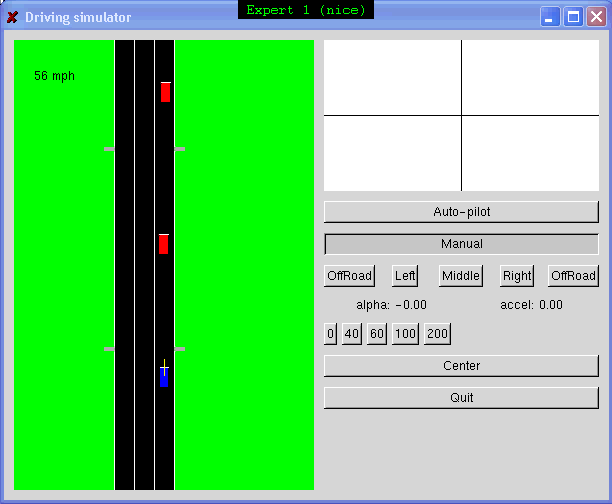 Expert 1 (nice)
Driving simulator
56 mph
Auto-pilot
Manual
OffRoad Left Middle Right OffRoad
alpha: -0.00 accel: 0.00
0 40 60 100 200
Center
Quit